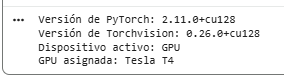 Versión de PyTorch: 2.11.0+cu128
Versión de Torchvision: 0.26.0+cu128
Dispositivo activo: GPU
GPU asignada: Tesla T4